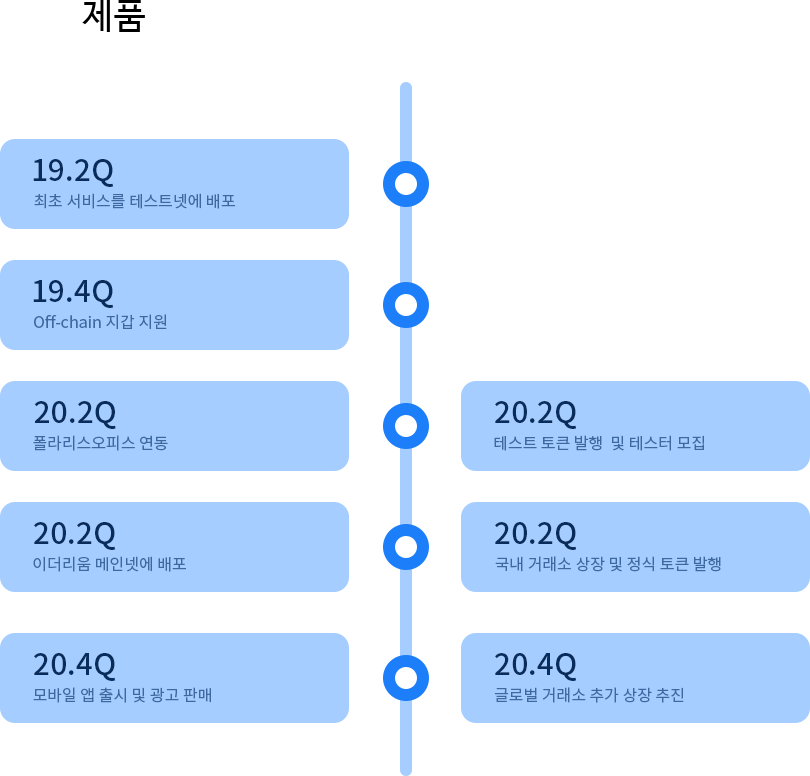 제품
19.2Q
최초 서비스를 테스트넷에 배포
19.4Q
Off-chain 지갑 지원
20.2Q
폴라리스오피스 연동
20.2Q
테스트 토큰 발행 및 테스터 모집
20.2Q
이더리움 메인넷에 배포
20.2Q
국내 거래소 상장 및 정식 토큰 발행
20.4Q
모바일 앱 출시 및 광고 판매
20.4Q
글로벌 거래소 추가 상장 추진